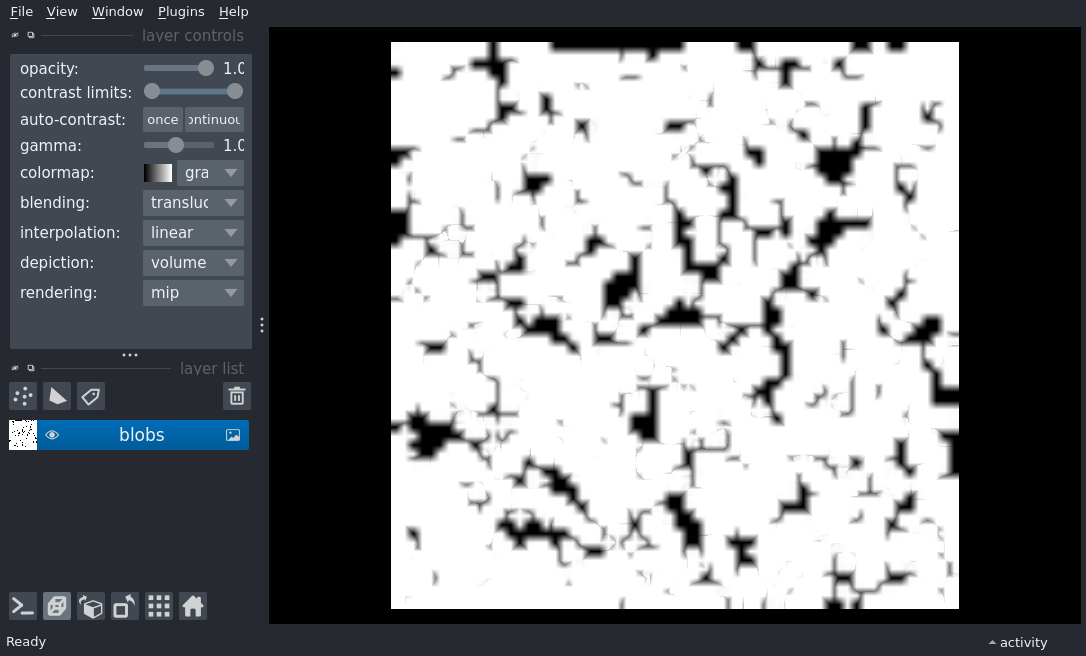 File View Window Plugins Help
layer controls
opacity: 1.0
contrast limits:
auto-contrast: once ontinuou
gamma: 1.0
colormap: gra
blending: transluc
interpolation: linear
depiction: volume
rendering: mip
layer list
blobs
Ready
activity